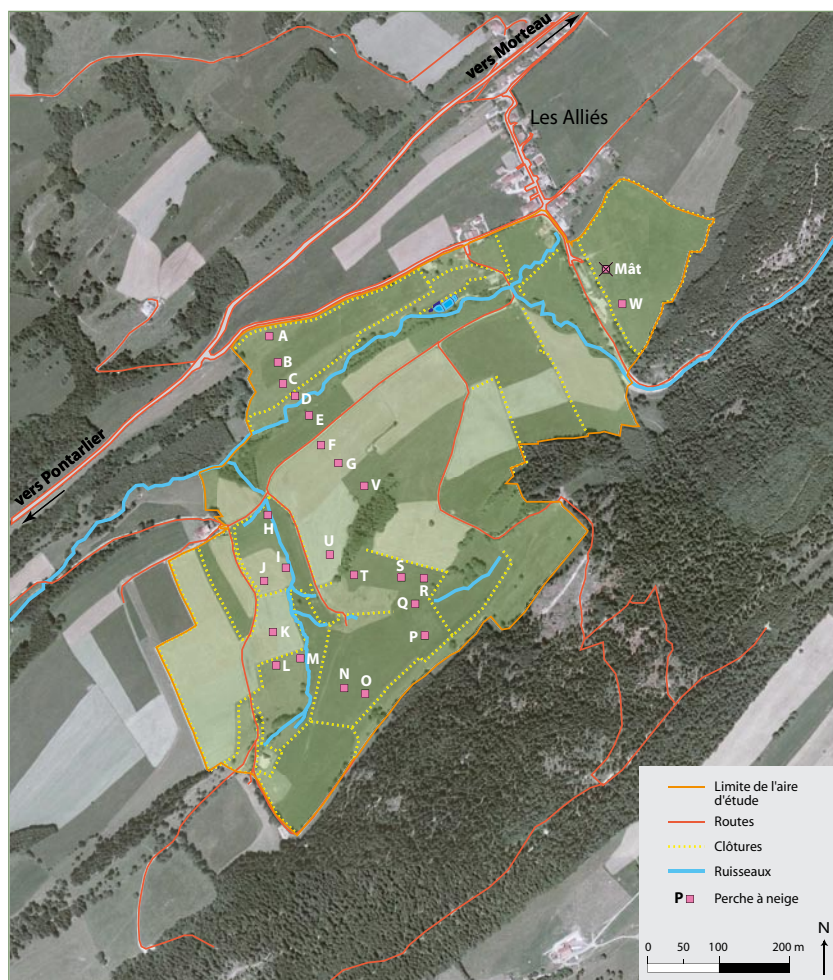 vers Morteau
Les Alliés
Mât
W
A
B
C
D
E
F
G
vers Pontarlier
V
H
U
I
J
T
S
R
Q
K
P
L
M
N
O
Limite de l'aire
d'étude
Routes
Clôtures
Ruisseaux
P Perche à neige
N
0 50 100 200 m